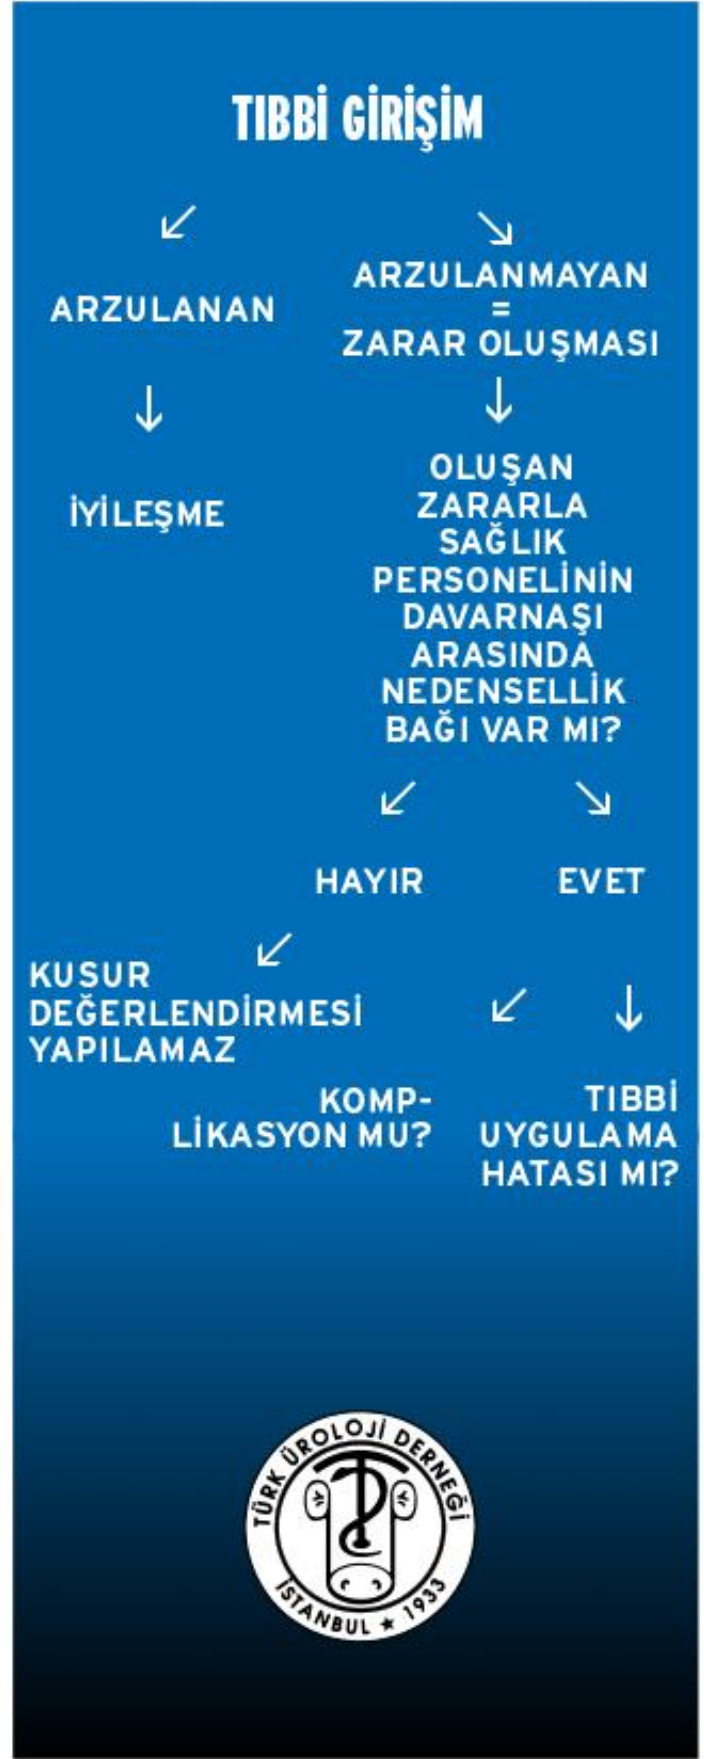 TIBBİ GİRİŞİM
ARZULANAN
İYİLEŞME
ARZULANMAYAN
=
ZARAR OLUŞMASI
OLUŞAN
ZARARLA
SAĞLIK
PERSONELİNİN
DAVARNAŞI
ARASINDA
NEDENSELLİK
BAĞI VAR MI?
HAYIR
EVET
KUSUR
DEĞERLENDİRMESİ
YAPILAMAZ
KOMP-
LİKASYON MU?
TIBBİ
UYGULAMA
HATASI MI?
TÜRK ÜROLOJİ DERNEĞİ
İSTANBUL ★ 1933